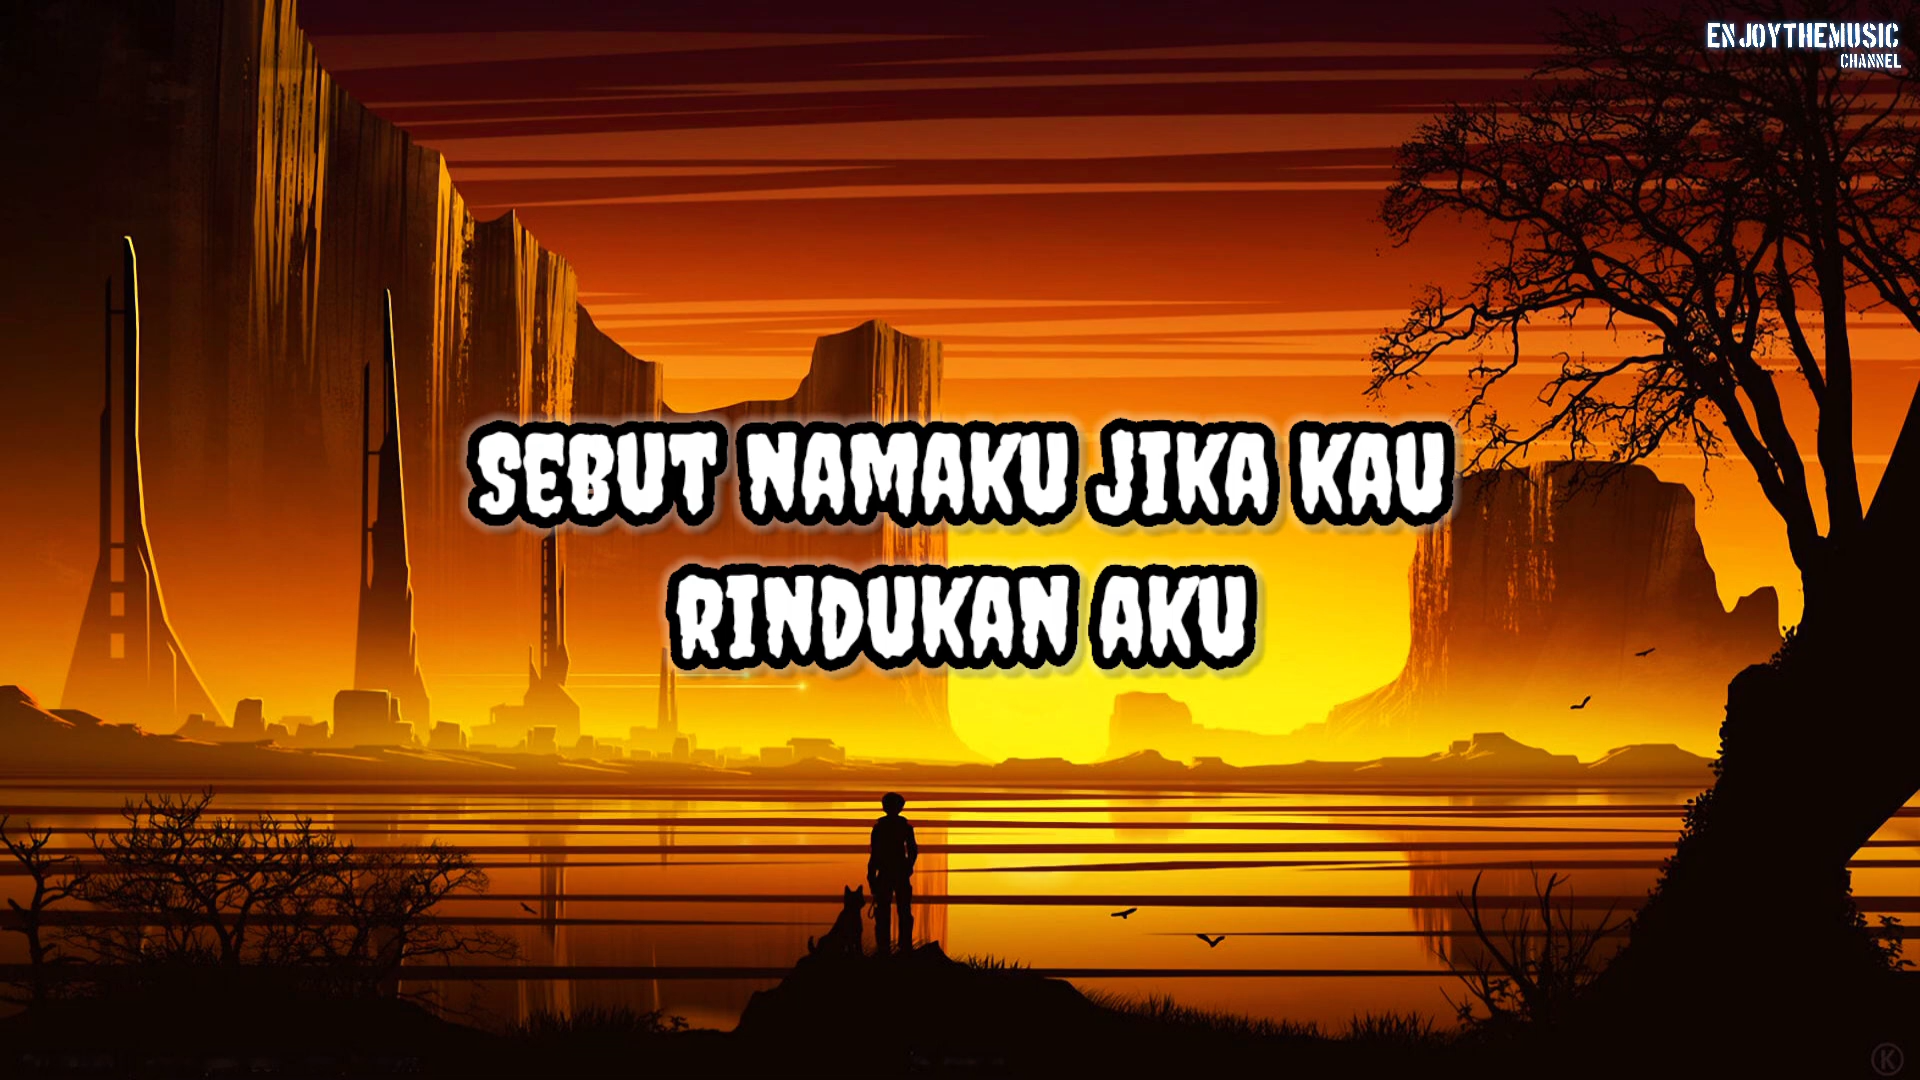 ENJOYTHEMUSIC
CHANNEL
SEBUT NAMAKU JIKA KAU
RINDUKAN AKU
K